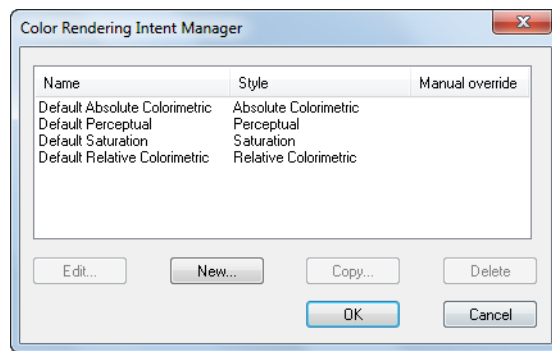 Color Rendering Intent Manager
Name Style Manual override
Default Absolute Colorimetric Absolute Colorimetric
Default Perceptual Perceptual
Default Saturation Saturation
Default Relative Colorimetric Relative Colorimetric
Edit... New... Copy... Delete
OK Cancel